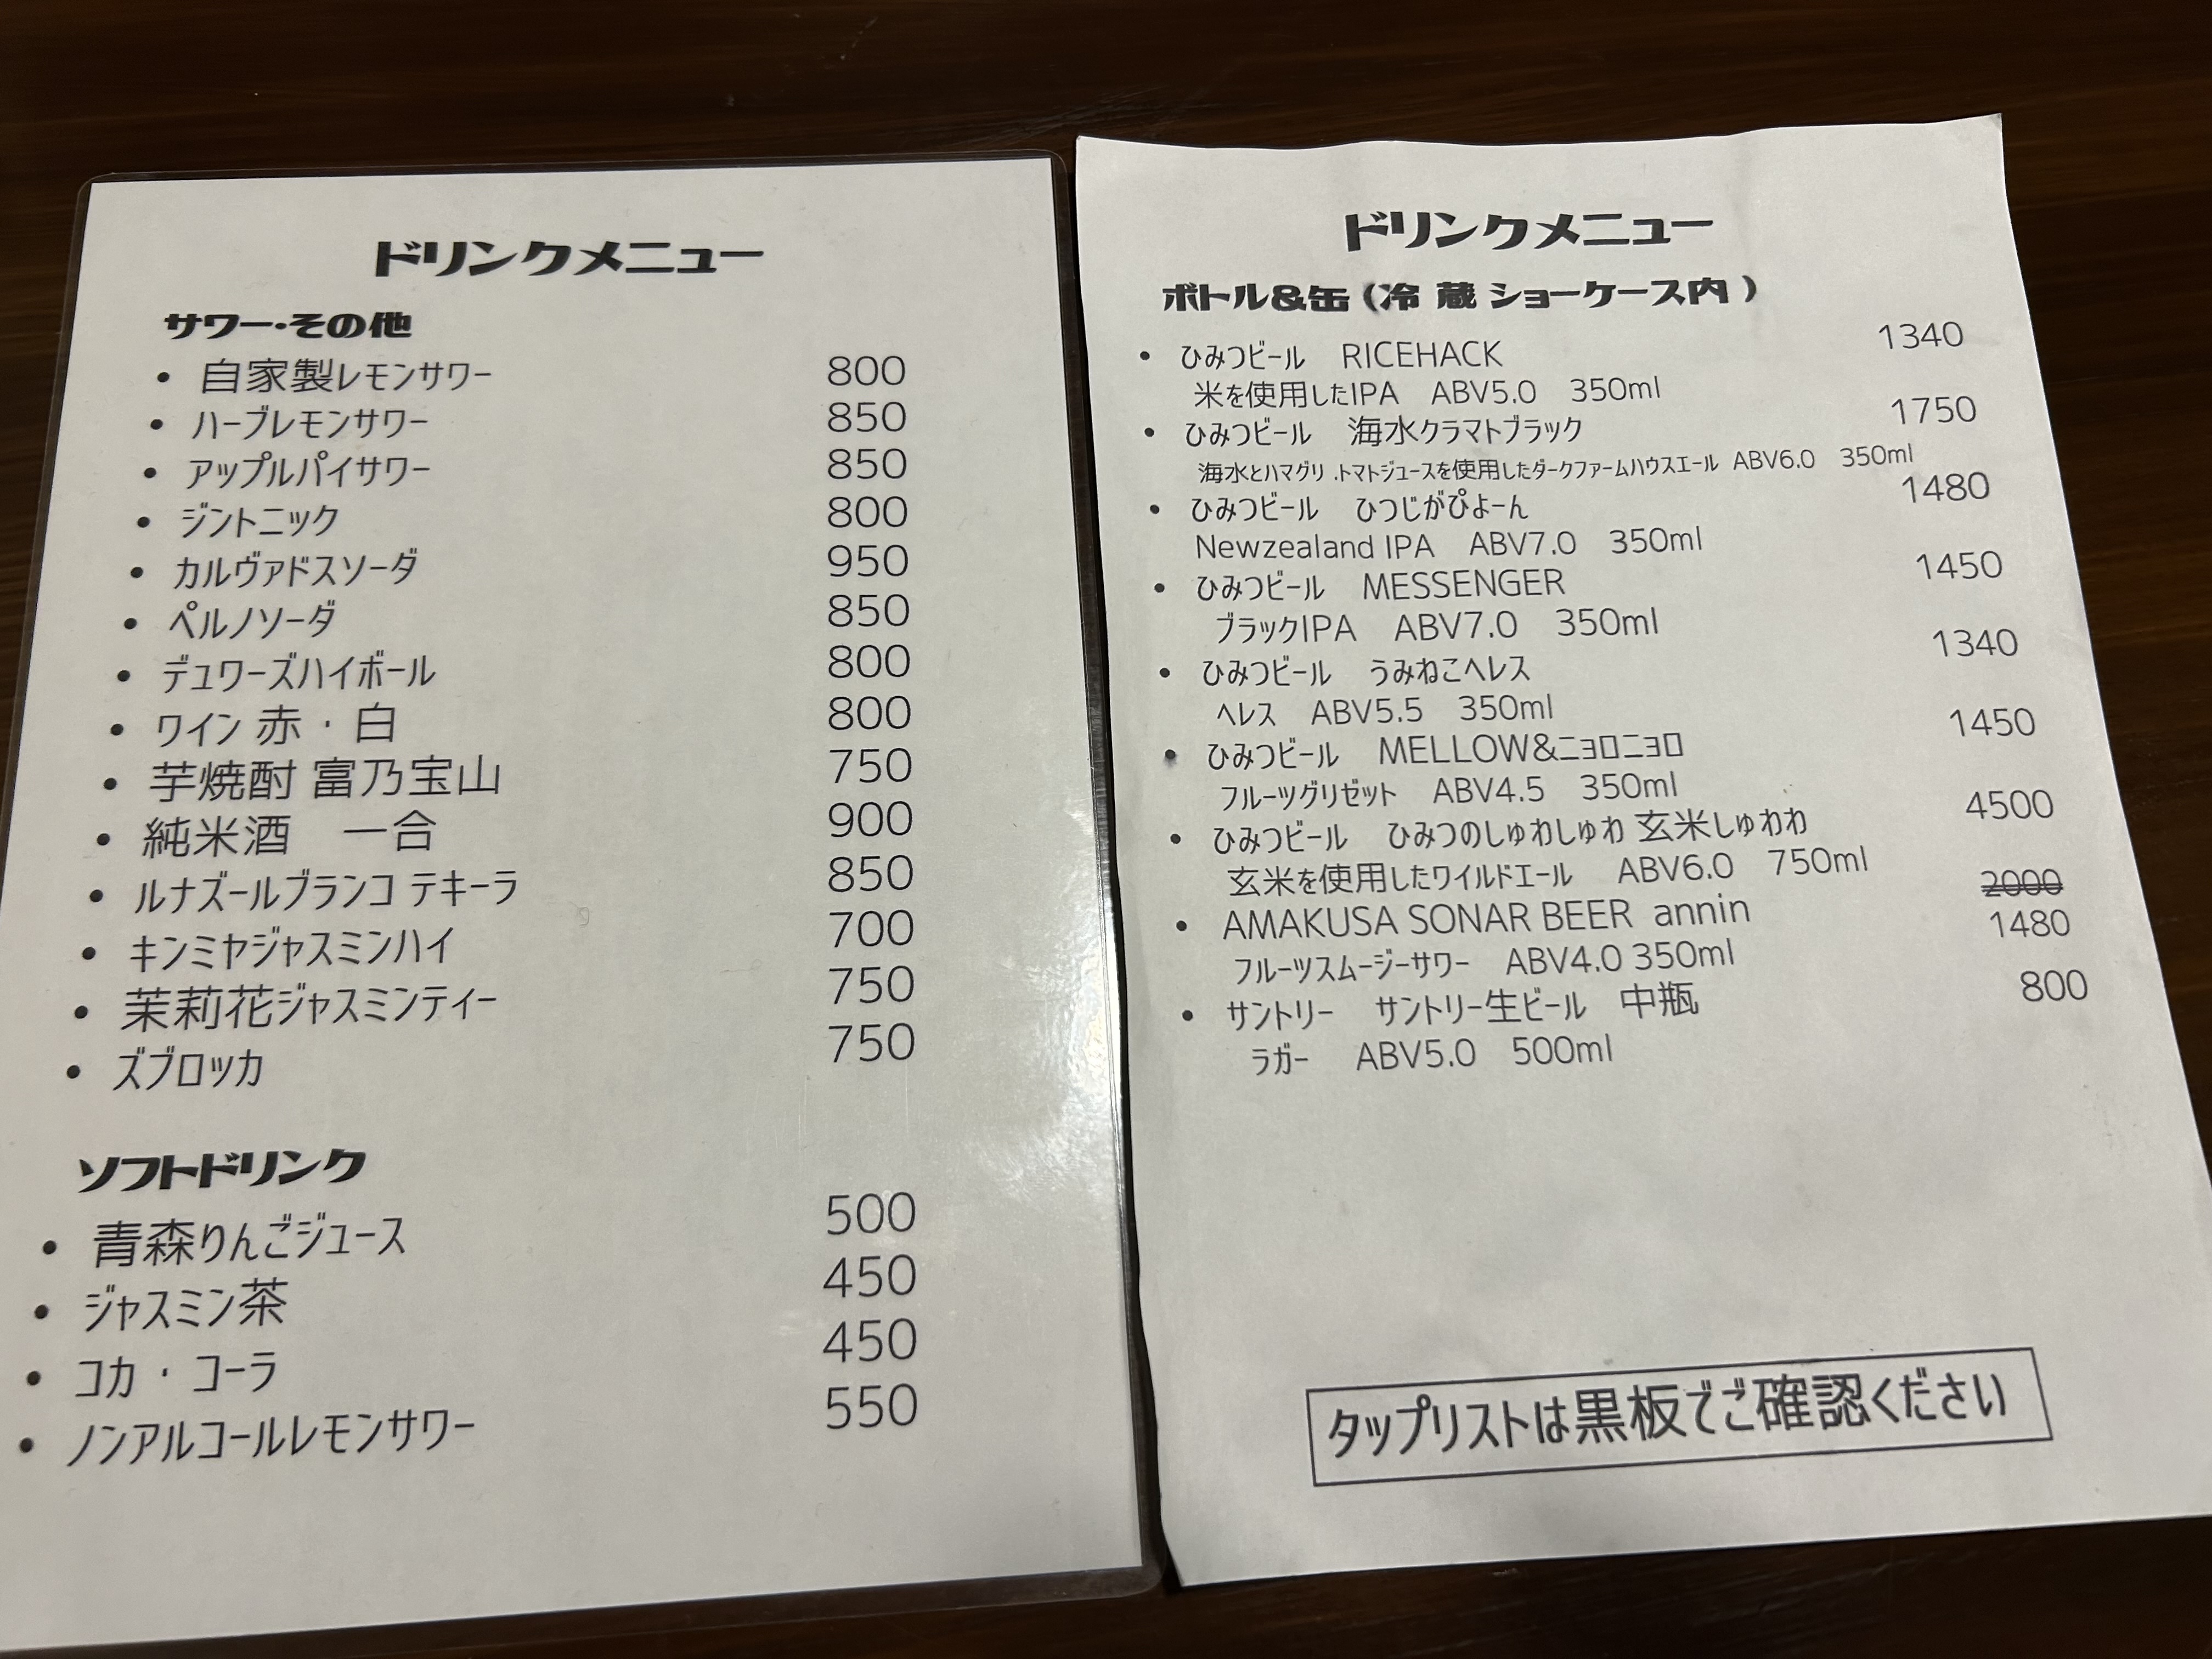 ドリンクメニュー
サワー・その他
• 自家製レモンサワー 800
• ハーブレモンサワー 850
• アップルパイサワー 850
• ジントニック 800
• カルヴァドスソーダ 950
• ペルノソーダ 850
• デュワーズハイボール 800
• ワイン 赤・白 800
• 芋焼酎 富乃宝山 750
• 純米酒 一合 900
• ルナズールブランコ テキーラ 850
• キンミヤジャスミンハイ 700
• 茉莉花ジャスミンティー 750
• ズブロッカ 750
ソフトドリンク
• 青森りんごジュース 500
• ジャスミン茶 450
• コカ・コーラ 450
• ノンアルコールレモンサワー 550
ドリンクメニュー
ボトル&缶(冷蔵 ショーケース内)
• ひみつビール RICEHACK 1340
米を使用したIPA ABV5.0 350ml
• ひみつビール 海水クラマトブラック 1750
海水とハマグリ .トマトジュースを使用したダークファームハウスエール ABV6.0 350ml
• ひみつビール ひつじがぴょーん 1480
Newzealand IPA ABV7.0 350ml
• ひみつビール MESSENGER 1450
ブラックIPA ABV7.0 350ml
• ひみつビール うみねこヘレス 1340
ヘレス ABV5.5 350ml
• ひみつビール MELLOW&ニョロニョロ 1450
フルーツグリゼット ABV4.5 350ml
• ひみつビール ひみつのしゅわしゅわ 玄米しゅわわ 4500
玄米を使用したワイルドエール ABV6.0 750ml
• AMAKUSA SONAR BEER annin 2000
フルーツスムージーサワー ABV4.0 350ml 1480
• サントリー サントリー生ビール 中瓶 800
ラガー ABV5.0 500ml
タップリストは黒板でご確認ください